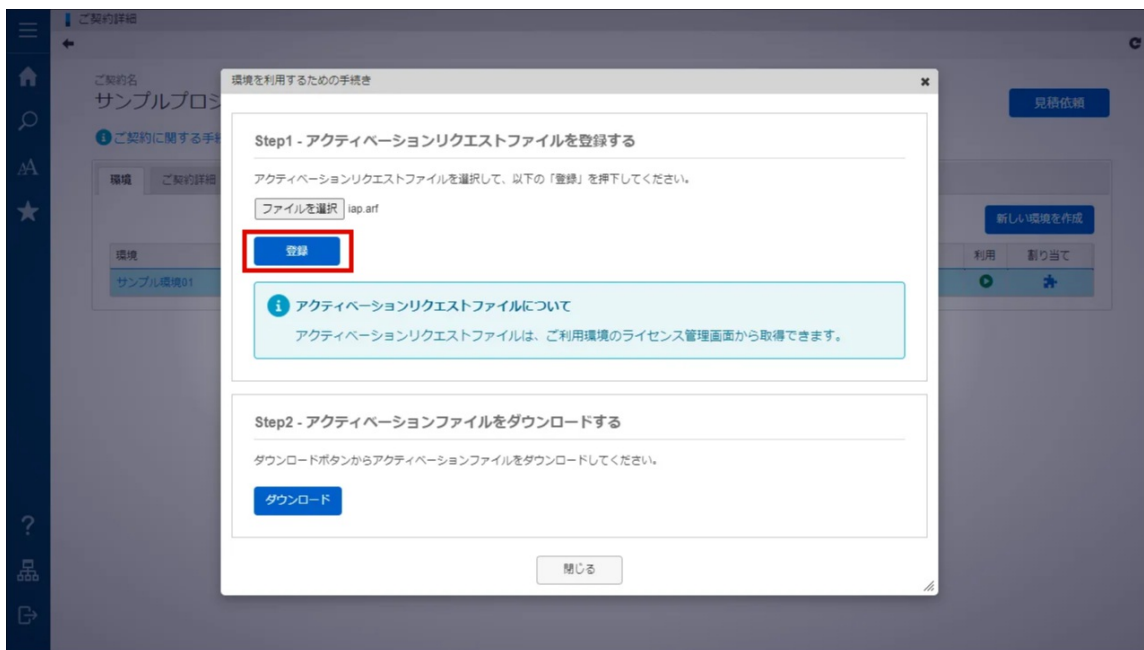 ご契約詳細
ご契約名
サンプルプロジ
見積依頼
ご契約に関する手続
環境
ご契約詳細
新しい環境を作成
環境
利用
割り当て
サンプル環境01
環境を利用するための手続き
Step1 - アクティベーションリクエストファイルを登録する
アクティベーションリクエストファイルを選択して、以下の「登録」を押下してください。
ファイルを選択 iap.arf
登録
アクティベーションリクエストファイルについて
アクティベーションリクエストファイルは、ご利用環境のライセンス管理画面から取得できます。
Step2 - アクティベーションファイルをダウンロードする
ダウンロードボタンからアクティベーションファイルをダウンロードしてください。
ダウンロード
閉じる